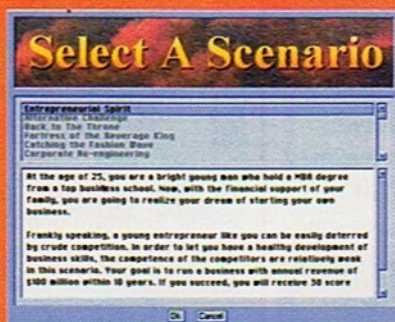 Select A Scenario
Entrepreneurial Spirit
Alternative Challenge
Back to The Throne
Fortress of the Beverage King
Catching the Fashion Wave
Corporate Re-engineering
At the age of 25, you are a bright young man who hold a MBA degree
from a top business school. Now, with the financial support of your
family, you are going to realize your dream of starting your own
business.
Frankly speaking, a young entrepreneur like you can be easily deterred
by crude competition. In order to let you have a healthy development of
business skills, the competence of the competitors are relatively weak
in this scenario. Your goal is to run a business with annual revenue of
$100 million within 10 years. If you succeed, you will receive 30 score
Ok
Cancel